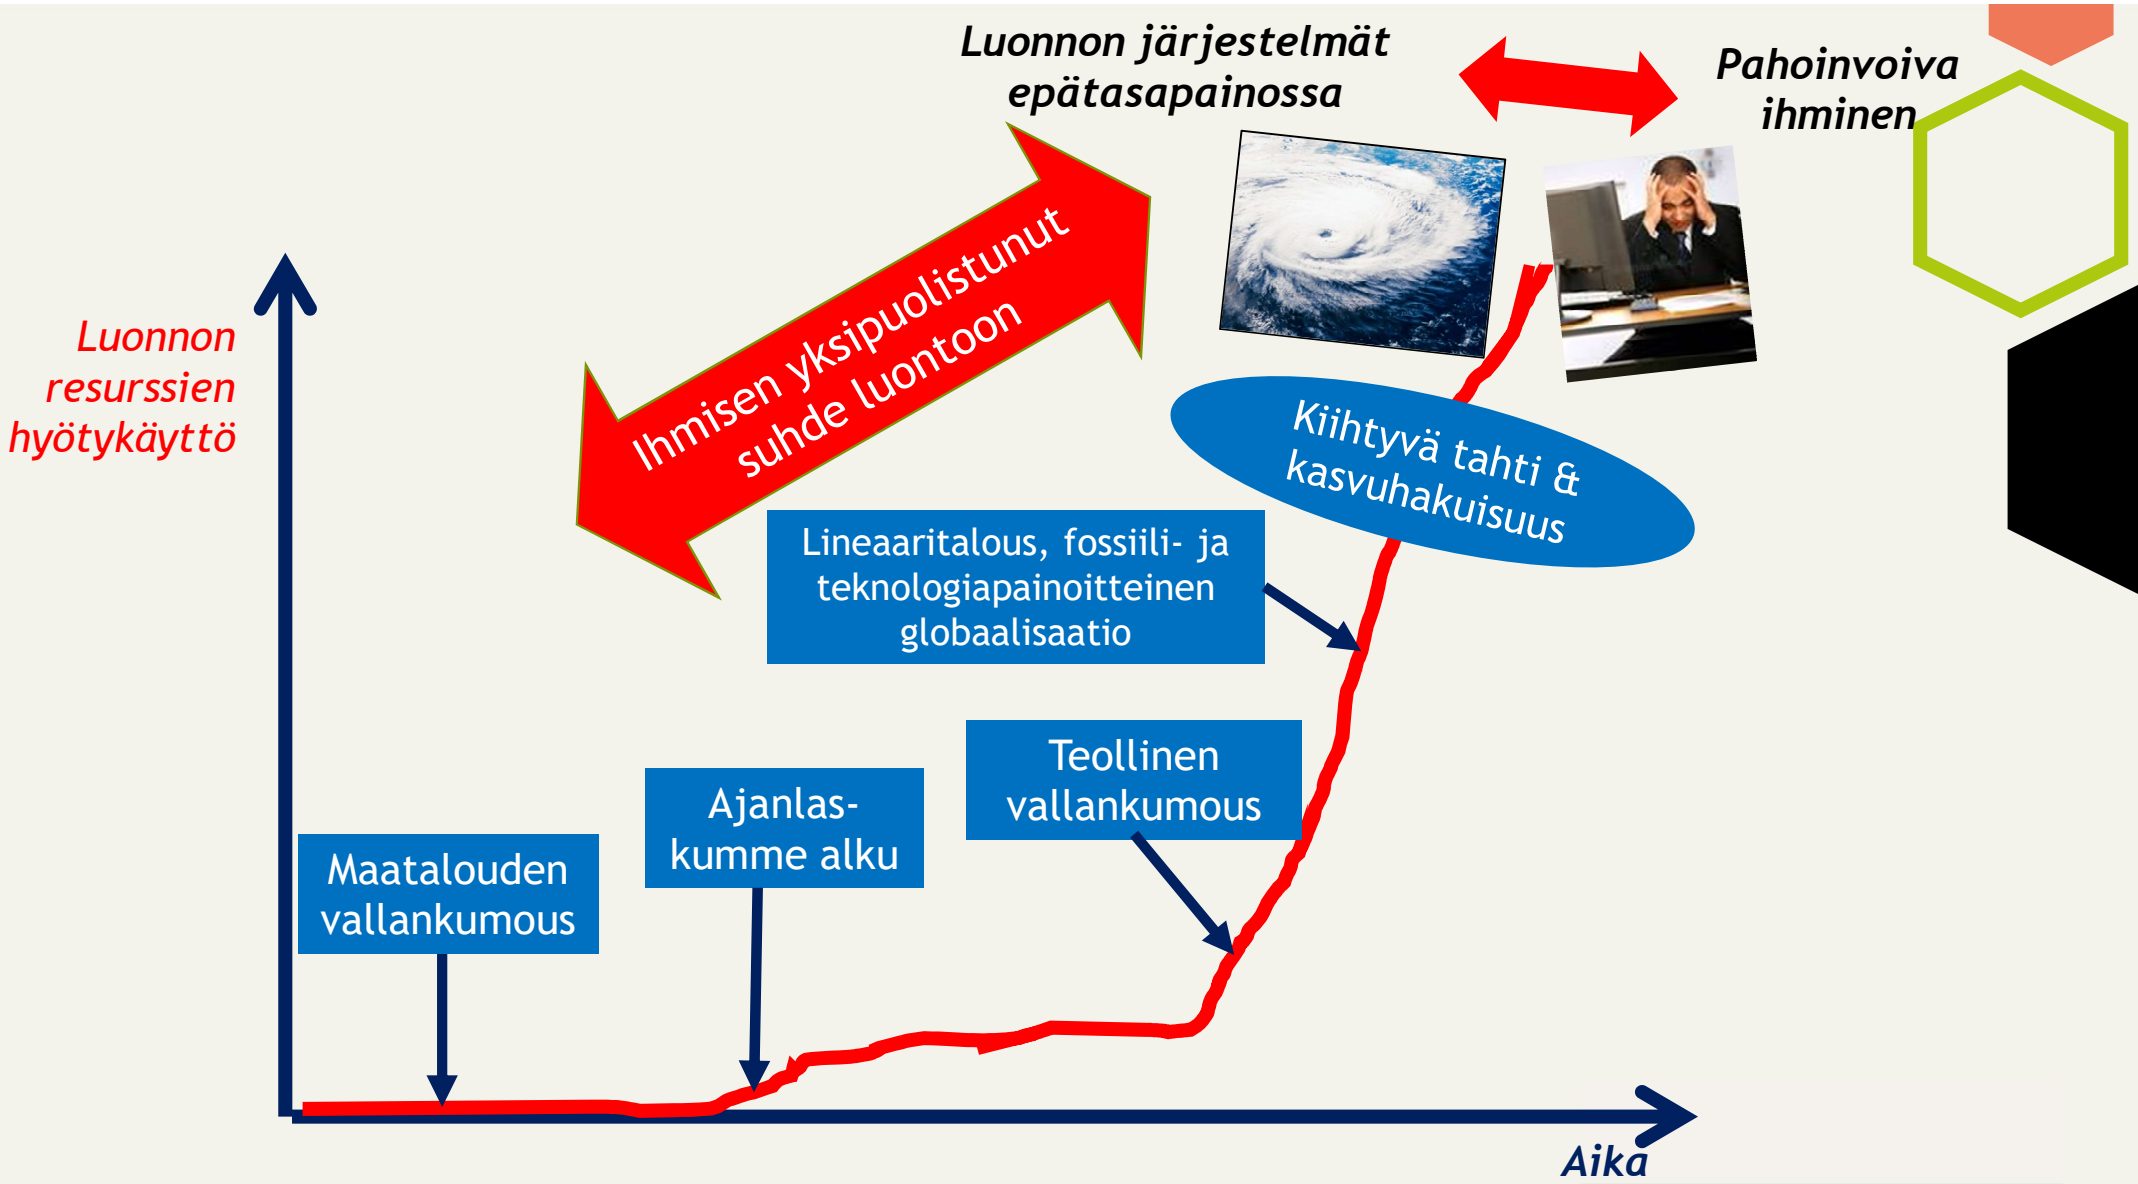 Luonnon järjestelmät
epätasapainossa
Pahoinvoiva
ihminen
Ihmisen yksipuolistunut
suhde luontoon
Luonnon
resurssien
hyötykäyttö
Kiihtyvä tahti &
kasvuhakuisuus
Lineaaritalous, fossiili- ja
teknologiapainoitteinen
globaalisaatio
Teollinen
vallankumous
Ajanlas-
kumme alku
Maatalouden
vallankumous
Aika